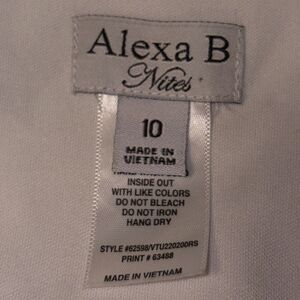 Alexa B
Nites
10
MADE IN
VIETNAM
INSIDE OUT
WITH LIKE COLORS
DO NOT BLEACH
DO NOT IRON
HANG DRY
STYLE #62598/VTU220200RS
PRINT # 63488
MADE IN VIETNAM